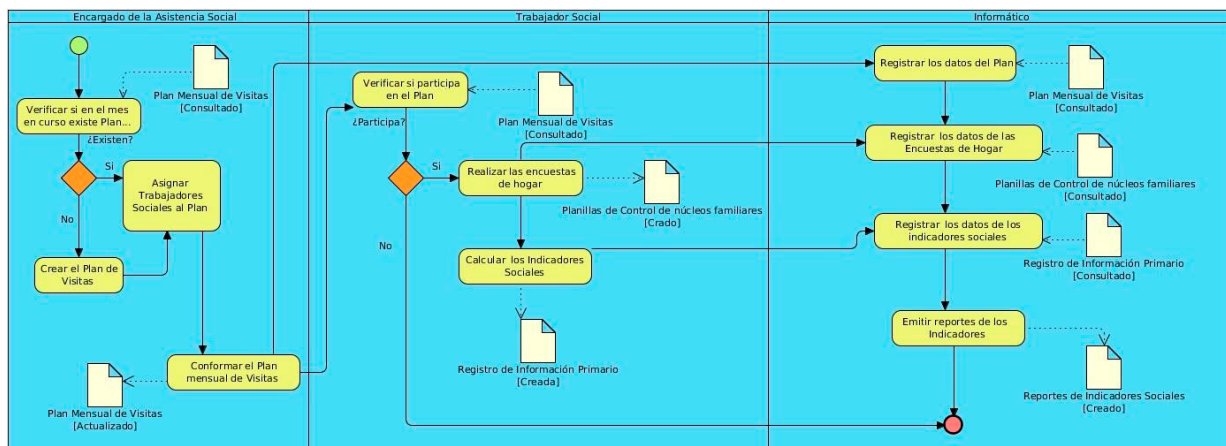 Encargado de la Asistencia Social
Plan Mensual de Visitas
[Consultado]
Verificar si en el mes
en curso existe Plan...
¿Existen?
Si
No
Asignar
Trabajadores
Sociales al Plan
Crear el Plan de
Visitas
Conformar el Plan
mensual de Visitas
Plan Mensual de Visitas
[Actualizado]
Trabajador Social
Verificar si participa
en el Plan
Plan Mensual de Visitas
[Consultado]
¿Participa?
Si
No
Realizar las encuestas
de hogar
Planillas de Control de núcleos familiares
[Crado]
Calcular los Indicadores
Sociales
Registro de Información Primario
[Creada]
Informático
Registrar los datos del Plan
Plan Mensual de Visitas
[Consultado]
Registrar los datos de las
Encuestas de Hogar
Planillas de Control de núcleos familiares
[Consultado]
Registrar los datos de los
indicadores sociales
Registro de Información Primario
[Consultado]
Emitir reportes de los
Indicadores
Reportes de Indicadores Sociales
[Creado]